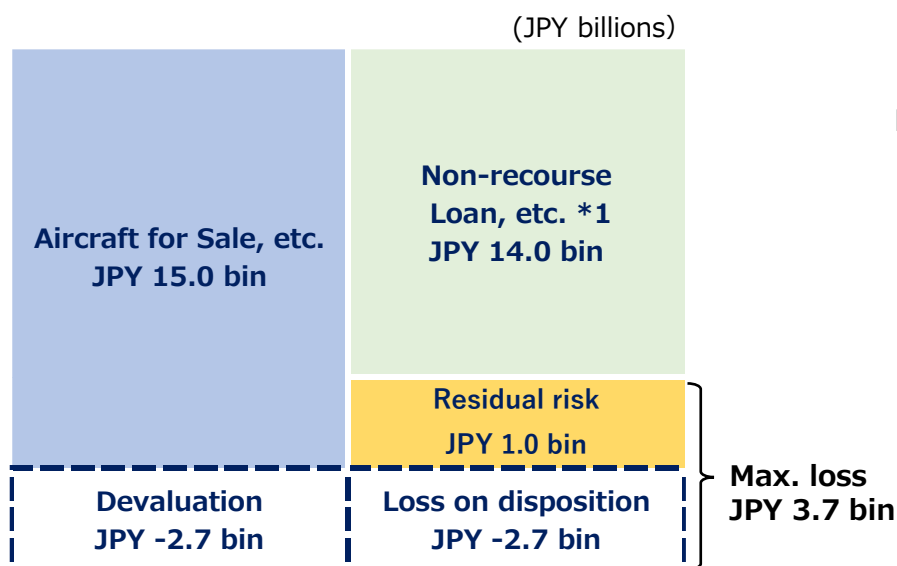 (JPY billions)
Aircraft for Sale, etc.
JPY 15.0 bin
Non-recourse
Loan, etc. *1
JPY 14.0 bin
Residual risk
JPY 1.0 bin
Devaluation
JPY -2.7 bin
Loss on disposition
JPY -2.7 bin
Max. loss
JPY 3.7 bin